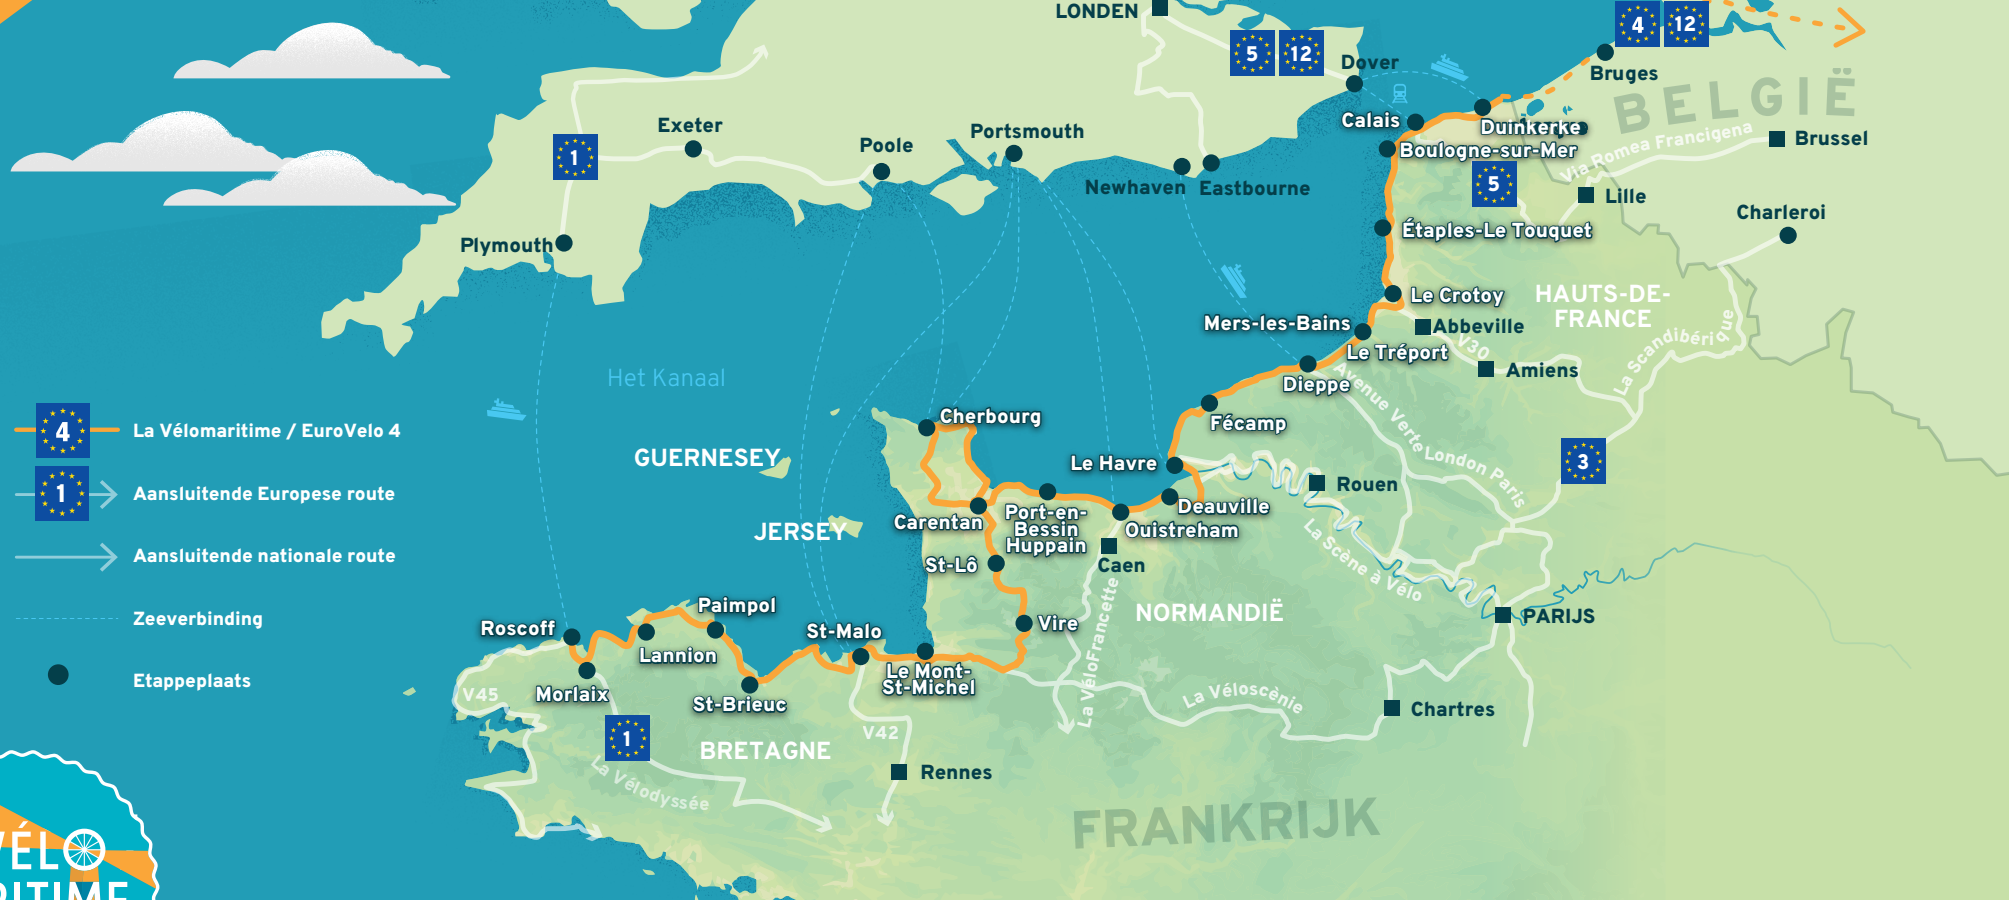 LONDEN
5
12
4
12
Dover
Bruges
BELGIË
Calais
Duinkerke
Exeter
Portsmouth
Poole
1
Boulogne-sur-Mer
Via Romea Francigena
Brussel
Newhaven
Eastbourne
5
Lille
Charleroi
Plymouth
Étaples-Le Touquet
Le Crotoy
HAUTS-DE-
FRANCE
Mers-les-Bains
Abbeville
Le Tréport
V30
La Scandibérique
Amiens
Het Kanaal
Dieppe
Avenue Verte London Paris
Cherbourg
Fécamp
4
La Vélomaritime / EuroVelo 4
GUERNESEY
Le Havre
3
Rouen
1
Aansluitende Europese route
JERSEY
Carentan
Port-en-
Bessin
Huppain
Deauville
Ouistreham
La Scène à Vélo
Aansluitende nationale route
St-Lô
Caen
Zeeverbinding
Roscoff
Paimpol
Lannion
St-Malo
Vire
La VéloFrancette
NORMANDIË
PARIJS
Etappeplaats
Morlaix
V45
St-Brieuc
Le Mont-
St-Michel
La Véloscènie
Chartres
1
BRETAGNE
V42
La Vélodyssée
Rennes
FRANKRIJK
VÉLO
RITIME